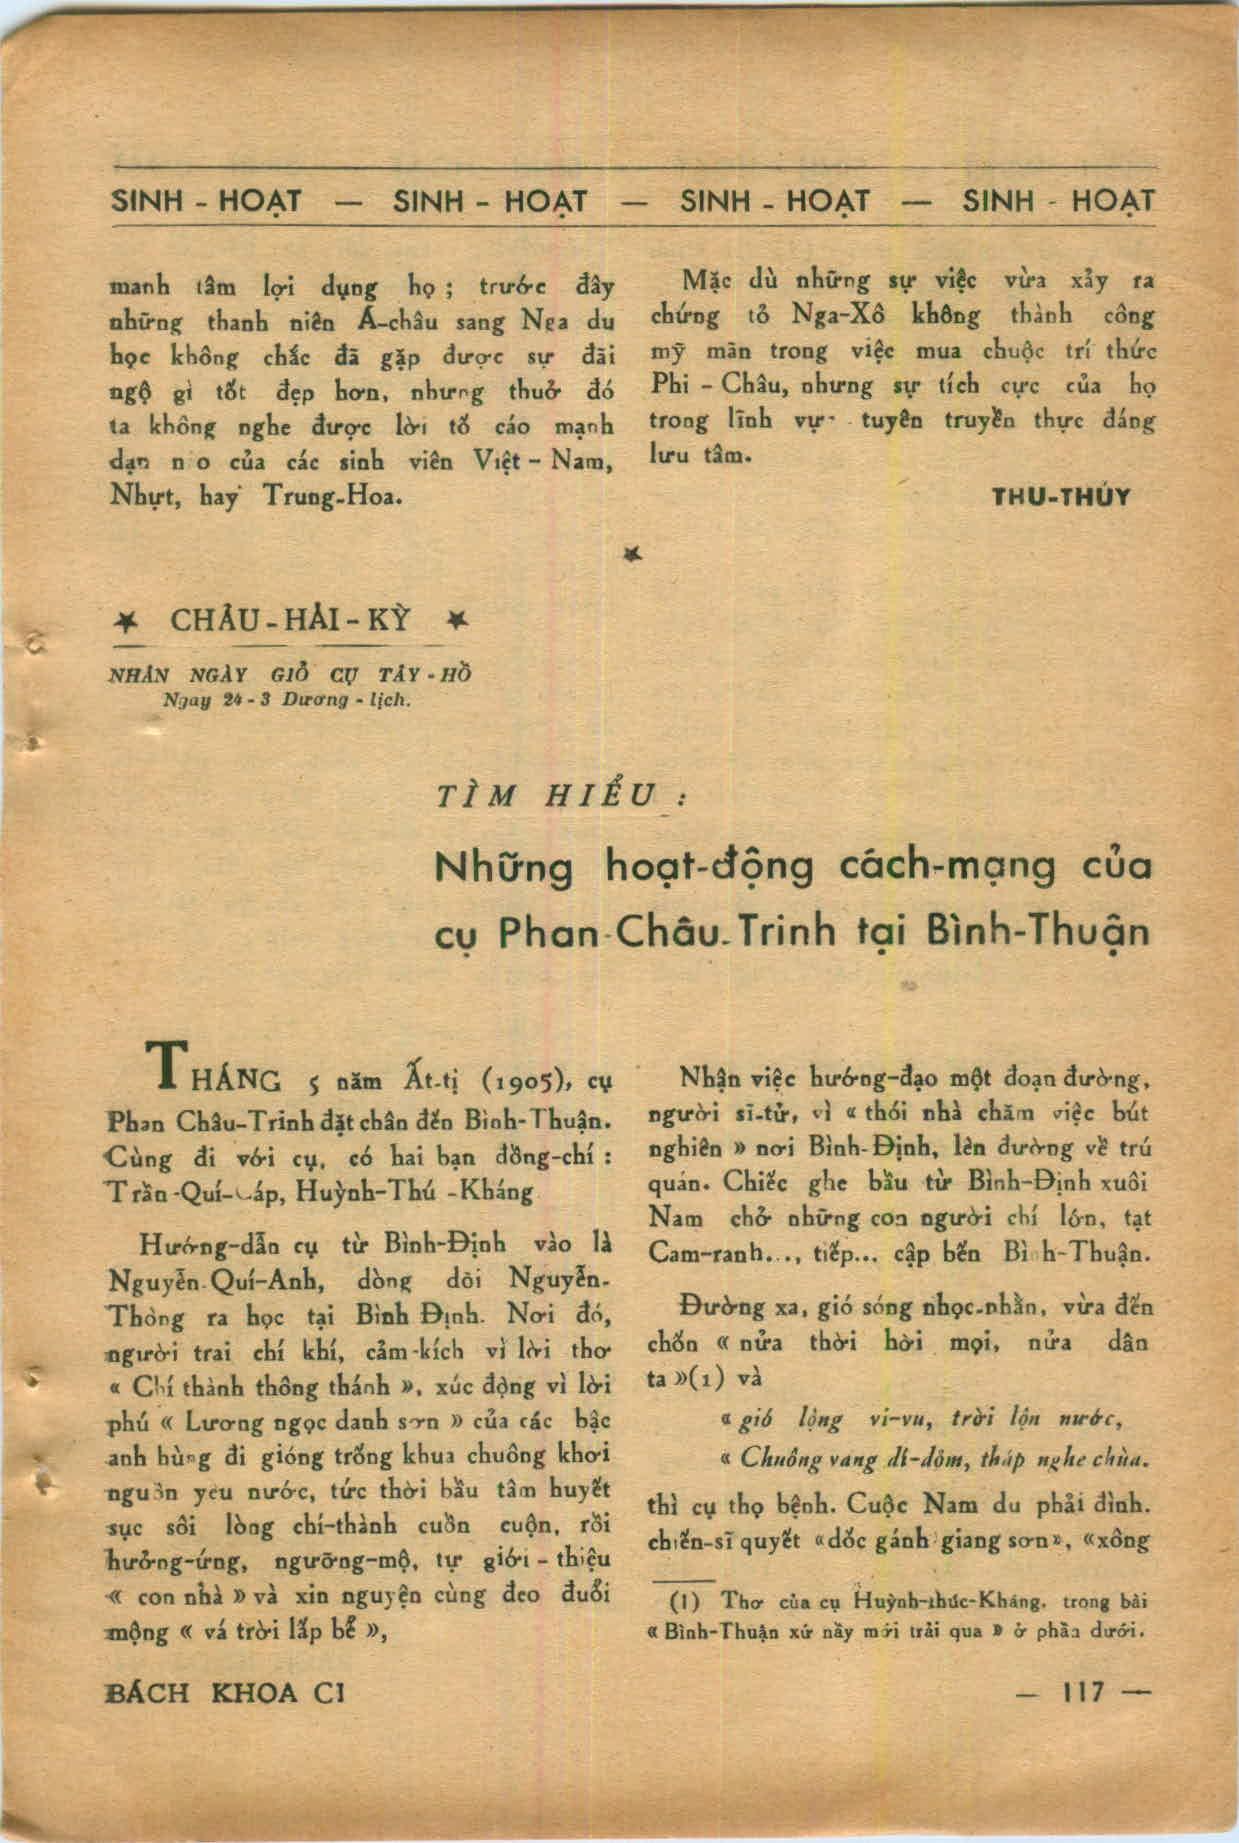 SINH - HOẠT — SINH - HOẠT — SINH - HOẠT — SINH - HOẠT
manh tâm lợi dụng họ ; trước đây
những thanh niên Á-châu sang Nga du
học không chắc đã gặp được sự đãi
ngộ gì tốt đẹp hơn, nhưng thuở đó
ta không nghe được lời tố cáo mạnh
dạn n o của các sinh viên Việt - Nam,
Nhựt, hay Trung-Hoa.
Mặc dù những sự việc vừa xảy ra
chứng tỏ Nga-Xô không thành công
mỹ mãn trong việc mua chuộc trí thức
Phi - Châu, nhưng sự tích cực của họ
trong lĩnh vực tuyên truyền thực đáng
lưu tâm.
THU-THỦY
★
★ CHÂU - HẢI - KỲ ★
NHÂN NGÀY GIỖ CỤ TÂY - HỒ
Ngay 24 - 3 Dương - lịch.
TÌM HIỂU :
Những hoạt-động cách-mạng của
cụ Phan-Châu-Trinh tại Bình-Thuận
THÁNG 5 năm Ất-tị (1905), cụ
Phan Châu-Trinh đặt chân đến Bình-Thuận.
Cùng đi với cụ, có hai bạn đồng-chí :
Trần-Quí-Cáp, Huỳnh-Thú -Kháng
Hướng-dẫn cụ từ Bình-Định vào là
Nguyễn-Quí-Anh, dòng dõi Nguyễn-
Thông ra học tại Bình Định. Nơi đó,
người trai chí khí, cảm-kích vì lời thơ
« Chí thành thông thánh », xúc động vì lời
phú « Lương ngọc danh sơn » của các bậc
anh hùng đi gióng trống khua chuông khơi
nguồn yêu nước, tức thời bầu tâm huyết
sục sôi lòng chí-thành cuồn cuộn, rồi
hưởng-ứng, ngưỡng-mộ, tự giới - thiệu
« con nhà » và xin nguyện cùng đeo đuổi
mộng « vá trời lấp bể »,
Nhận việc hướng-đạo một đoạn đường,
người sĩ-tử, vì « thói nhà chăm việc bút
nghiên » nơi Bình-Định, lên đường về trú
quán. Chiếc ghe bầu từ Bình-Định xuôi
Nam chở những con người chí lớn, tạt
Cam-ranh..., tiếp... cập bến Bì h-Thuận.
Đường xa, gió sóng nhọc-nhằn, vừa đến
chốn « nửa thời hời mọi, nửa dân
ta »(1) và
« gió lộng vi-vu, trời lộn nước,
« Chuông vang dì-dỏm, tháp nghe chùa.
thì cụ thọ bệnh. Cuộc Nam du phải đình.
chiến-sĩ quyết «dốc gánh giang sơn», «xông
(1) Thơ của cụ Huỳnh-thúc-Kháng, trong bài
« Bình-Thuận xứ nầy mới trải qua » ở phần dưới.
BÁCH KHOA CI
— 117 —